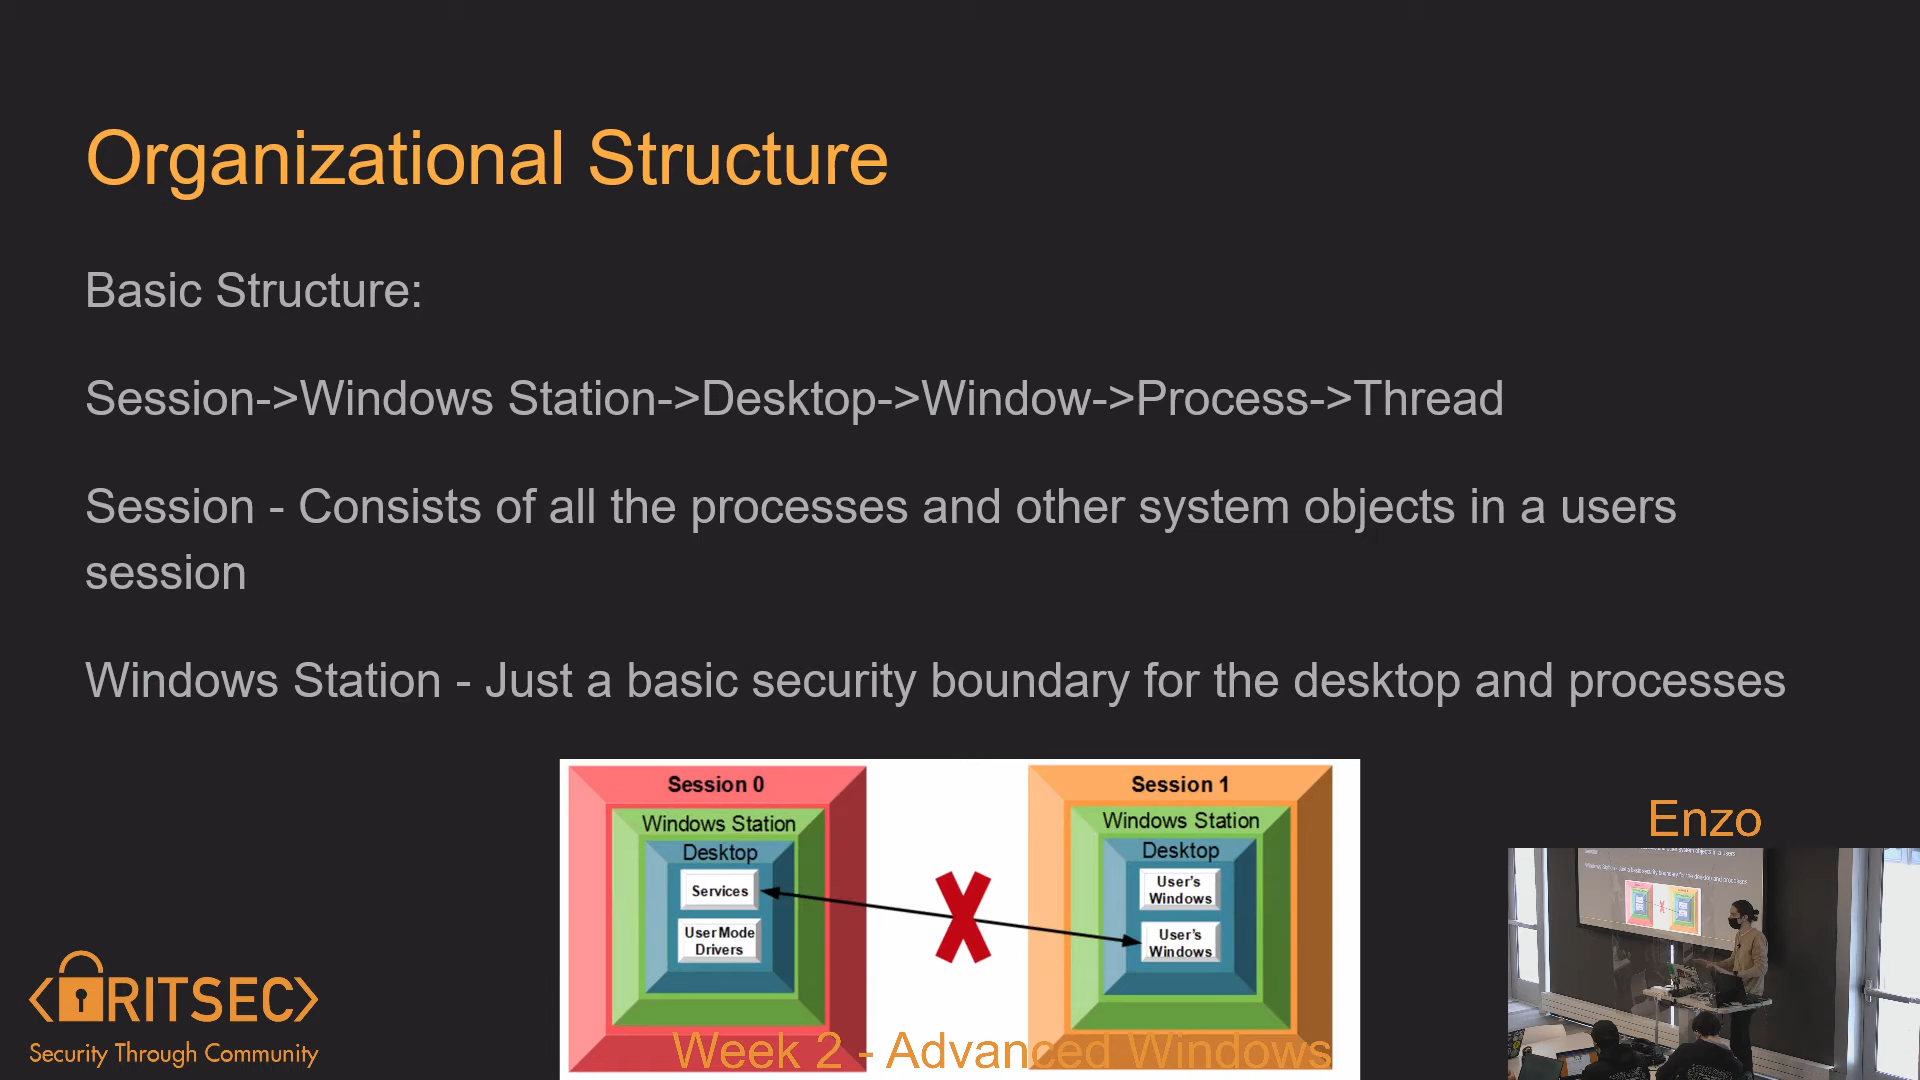 Organizational Structure
Basic Structure:
Session->Windows Station->Desktop->Window->Process->Thread
Session - Consists of all the processes and other system objects in a users
session
Windows Station - Just a basic security boundary for the desktop and processes
Session 0
Windows Station
Desktop
Services
User Mode
Drivers
Session 1
Windows Station
Desktop
User's
Windows
User's
Windows
Enzo
RITSEC
Security Through Community
Week 2 - Advanced Windows